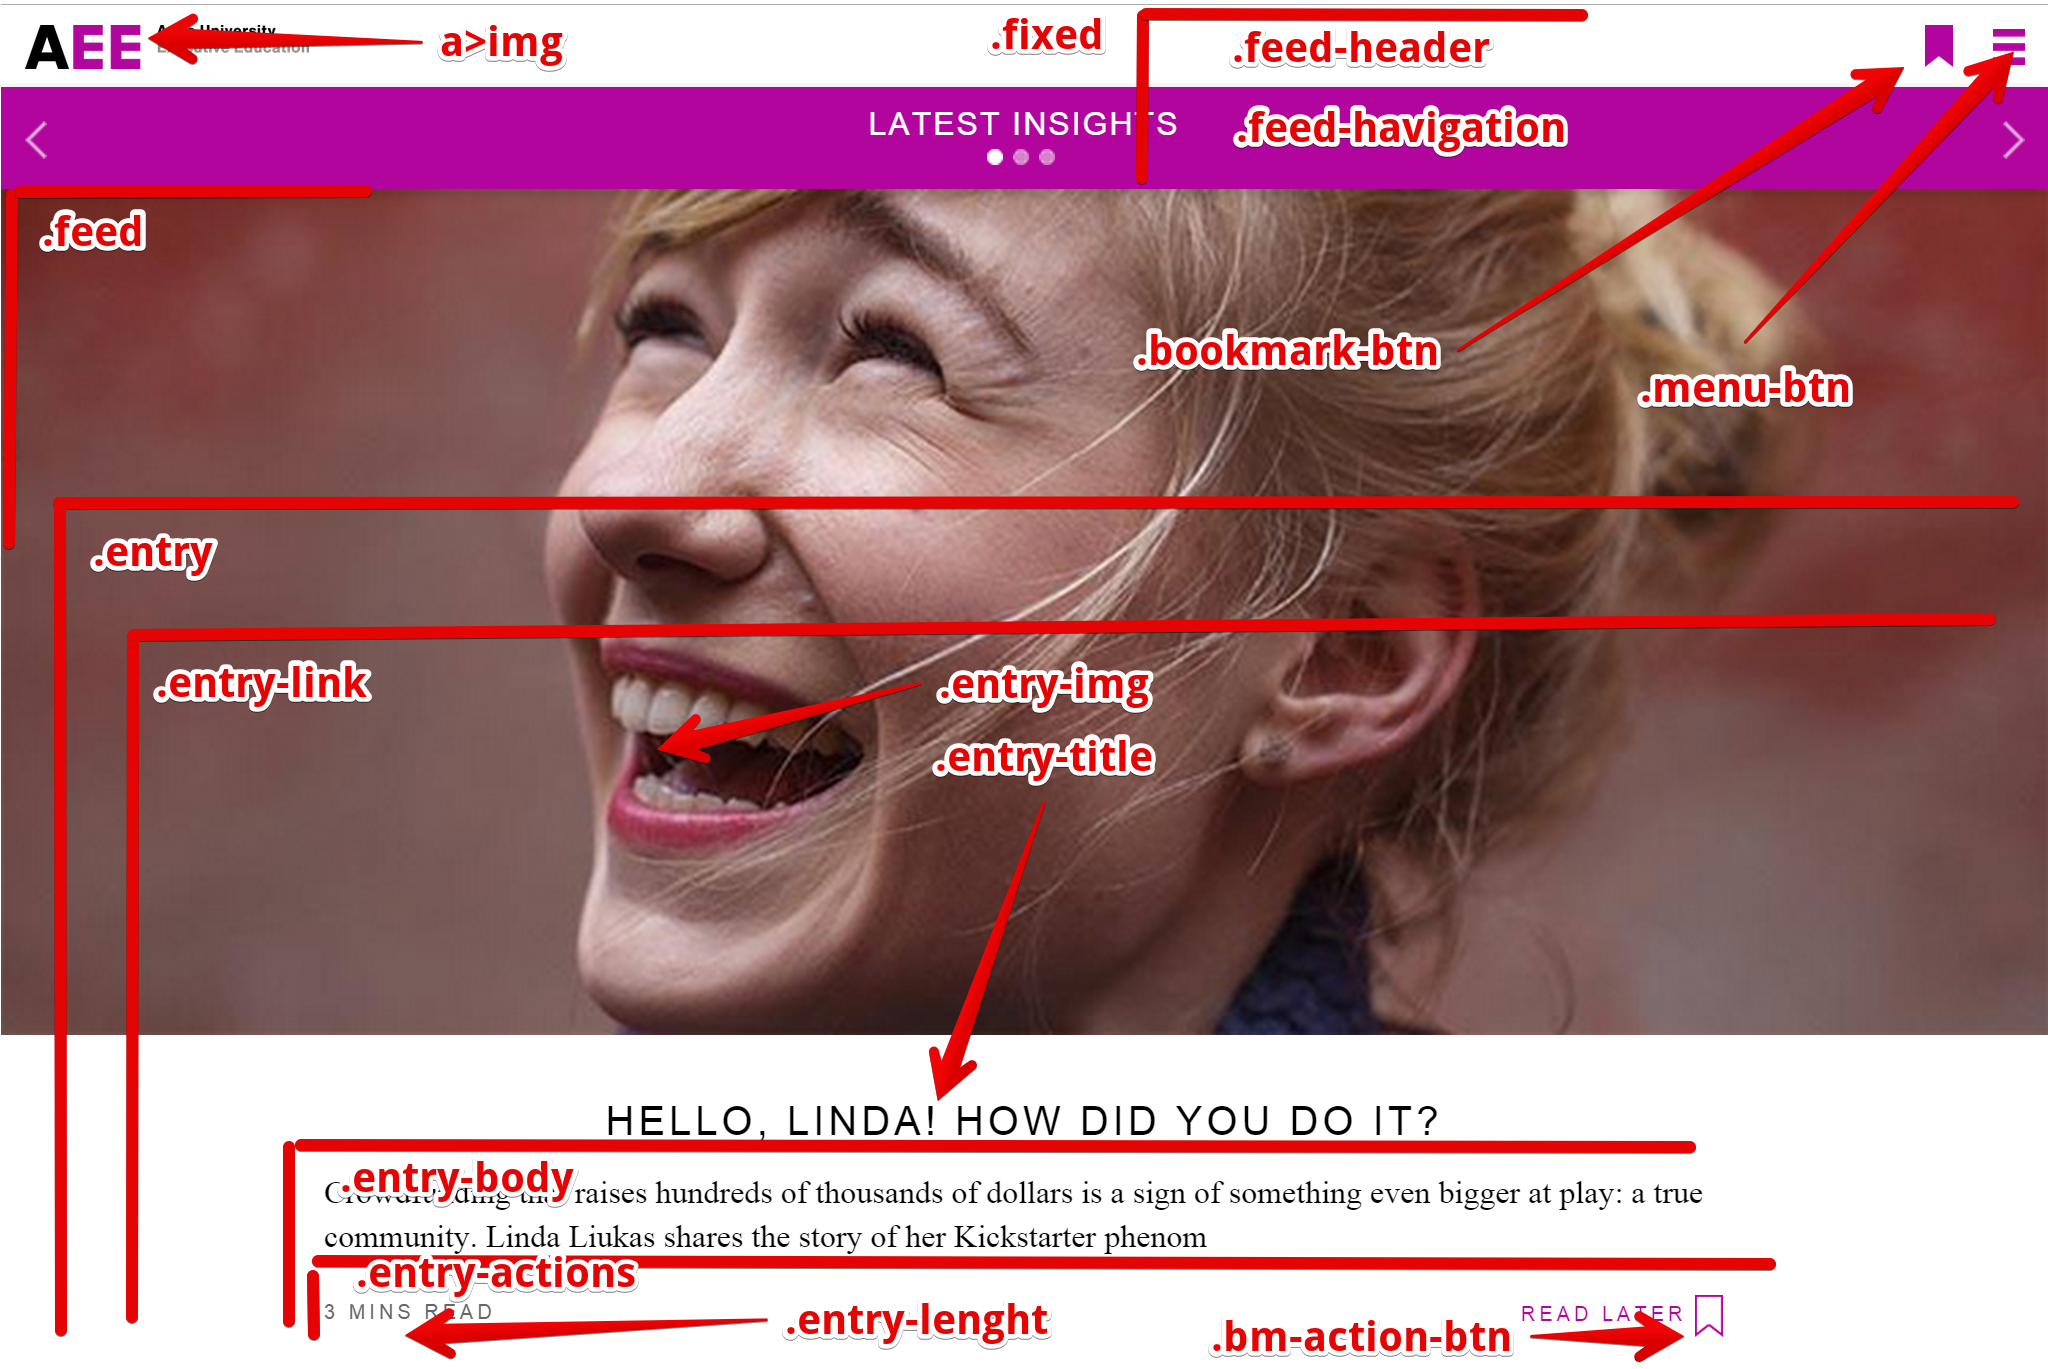 AEE
University
Executive Education
a>img
.fixed
.feed-header
LATEST INSIGHTS
.feed-havigation
.feed
.bookmark-btn
.menu-btn
.entry
.entry-link
.entry-img
.entry-title
HELLO, LINDA! HOW DID YOU DO IT?
.entry-body
raises hundreds of thousands of dollars is a sign of something even bigger at play: a true
community. Linda Liukas shares the story of her Kickstarter phenom
.entry-actions
3 MINS READ
.entry-lenght
READ LATER
.bm-action-btn